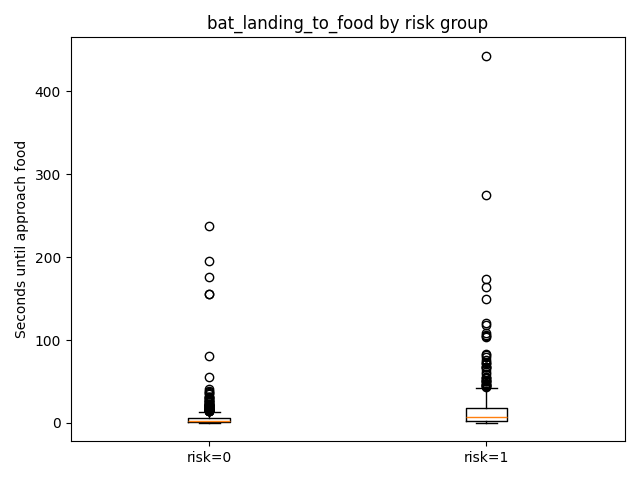 bat_landing_to_food by risk group
Seconds until approach food
400
300
200
100
0
risk=0
risk=1